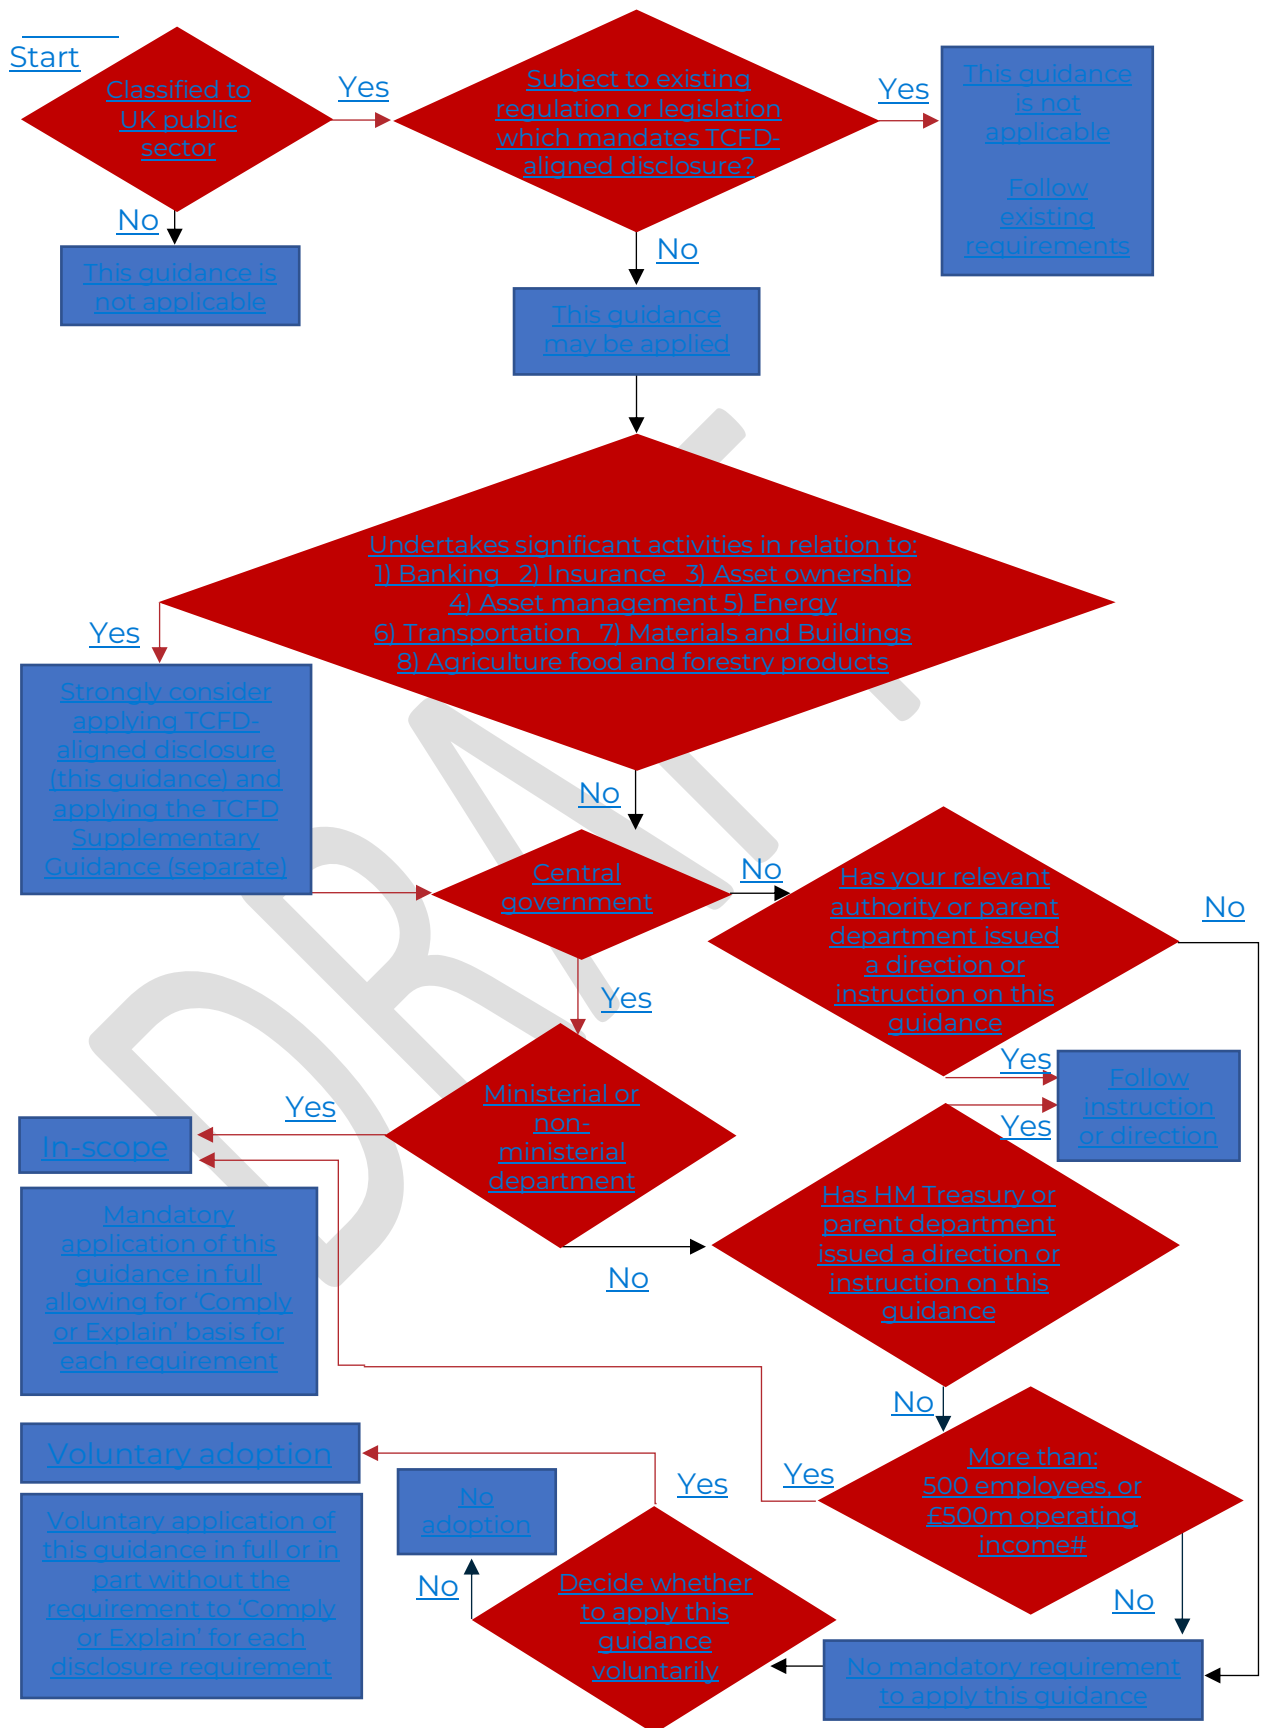 Start
Classified to
UK public
sector
Yes
Subject to existing
regulation or legislation
which mandates TCFD-
aligned disclosure?
Yes
This guidance
is not
applicable
Follow
existing
requirements
No
This guidance is
not applicable
No
This guidance
may be applied
Undertakes significant activities in relation to:
1) Banking 2) Insurance 3) Asset ownership
4) Asset management 5) Energy
6) Transportation 7) Materials and Buildings
8) Agriculture food and forestry products
Yes
Strongly consider
applying TCFD-
aligned disclosure
(this guidance) and
applying the TCFD
Supplementary
Guidance (separate)
No
Central
government
No
Has your relevant
authority or parent
department issued
a direction or
instruction on this
guidance
No
Yes
Yes
Follow
instruction
or direction
Ministerial or
non-
ministerial
department
Yes
In-scope
Mandatory
application of this
guidance in full
allowing for ‘Comply
or Explain’ basis for
each requirement
No
Yes
Has HM Treasury or
parent department
issued a direction or
instruction on this
guidance
No
More than:
500 employees, or
£500m operating
income#
Yes
No
Voluntary adoption
Voluntary application of
this guidance in full or in
part without the
requirement to ‘Comply
or Explain’ for each
disclosure requirement
No
adoption
Yes
No
Decide whether
to apply this
guidance
voluntarily
No mandatory requirement
to apply this guidance
DRAFT